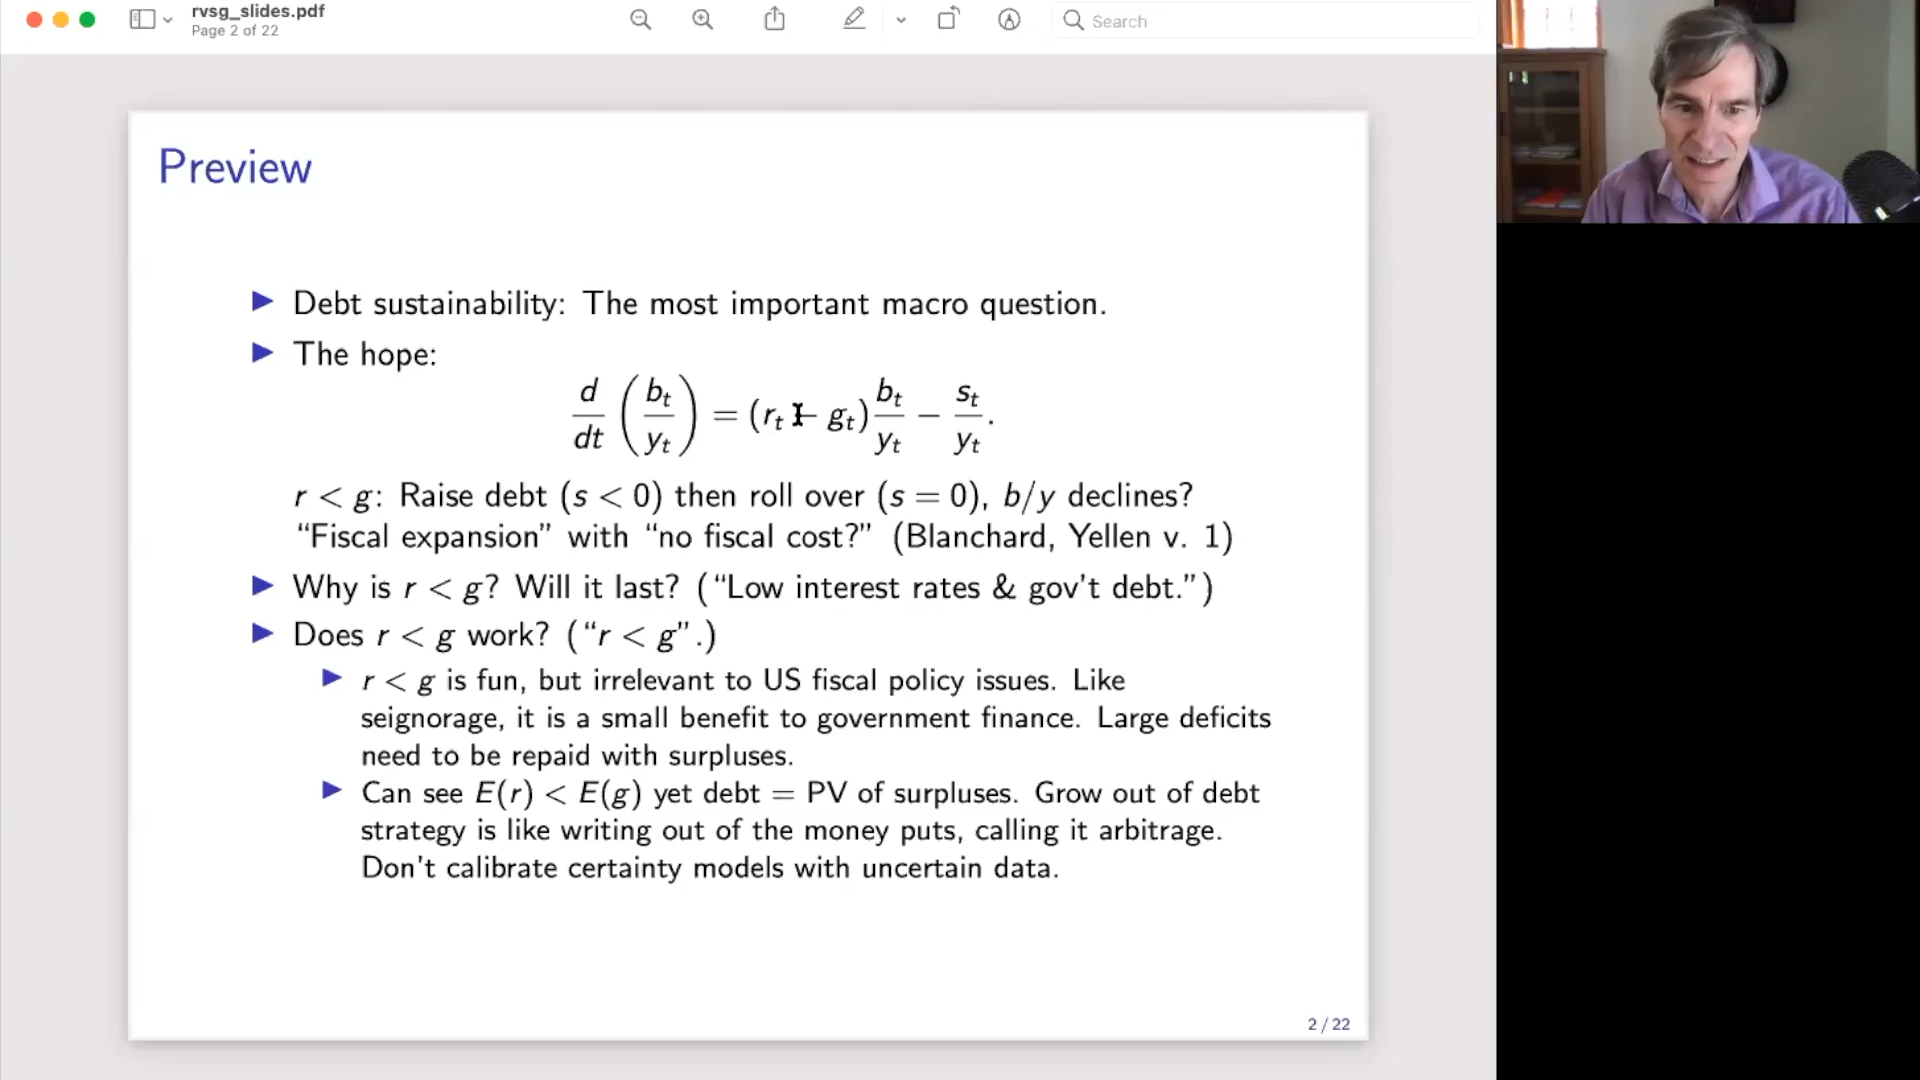 rvsg_slides.pdf
Page 2 of 22
Search
Preview
▶ Debt sustainability: The most important macro question.
▶ The hope:
d/dt (b_t/y_t) = (r_t − g_t) b_t/y_t − s_t/y_t.
r < g: Raise debt (s < 0) then roll over (s = 0), b/y declines?
“Fiscal expansion” with “no fiscal cost?” (Blanchard, Yellen v. 1)
▶ Why is r < g? Will it last? (“Low interest rates & gov't debt.”)
▶ Does r < g work? (“r < g”.)
▶ r < g is fun, but irrelevant to US fiscal policy issues. Like
seignorage, it is a small benefit to government finance. Large deficits
need to be repaid with surpluses.
▶ Can see E(r) < E(g) yet debt = PV of surpluses. Grow out of debt
strategy is like writing out of the money puts, calling it arbitrage.
Don't calibrate certainty models with uncertain data.
2 / 22